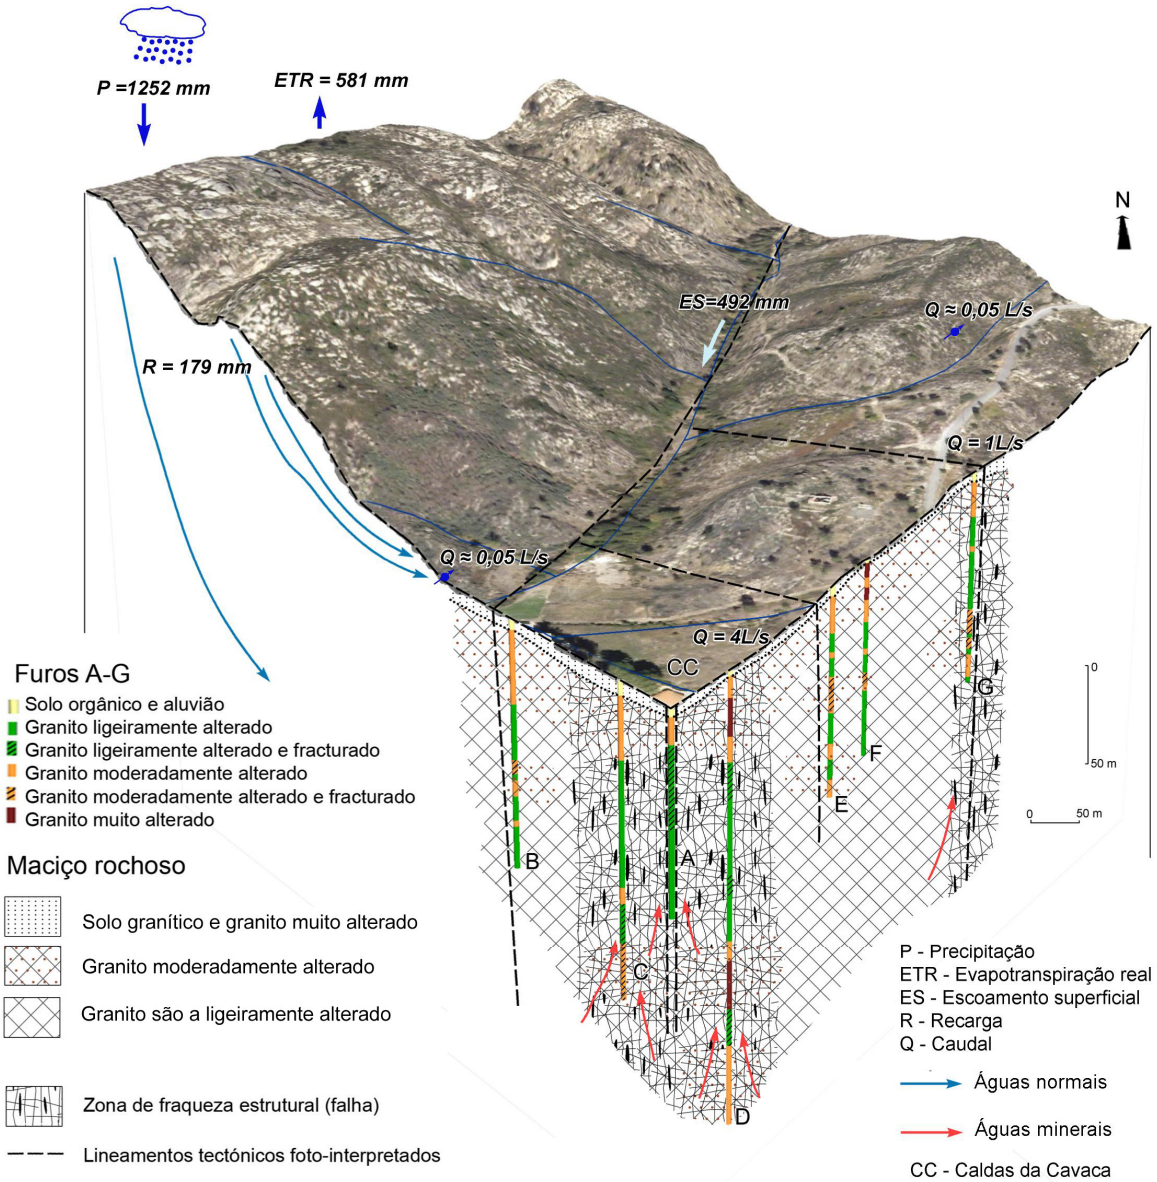 P =1252 mm
ETR = 581 mm
N
ES=492 mm
Q ≈ 0,05 L/s
R = 179 mm
Q = 1L/s
Q ≈ 0,05 L/s
Q = 4L/s
CC
Furos A-G
Solo orgânico e aluvião
Granito ligeiramente alterado
Granito ligeiramente alterado e fracturado
Granito moderadamente alterado
Granito moderadamente alterado e fracturado
Granito muito alterado
G
F
E
B
A
C
D
0
50 m
0
50 m
Maciço rochoso
Solo granítico e granito muito alterado
Granito moderadamente alterado
Granito são a ligeiramente alterado
Zona de fraqueza estrutural (falha)
Lineamentos tectónicos foto-interpretados
P - Precipitação
ETR - Evapotranspiração real
ES - Escoamento superficial
R - Recarga
Q - Caudal
Águas normais
Águas minerais
CC - Caldas da Cavaca